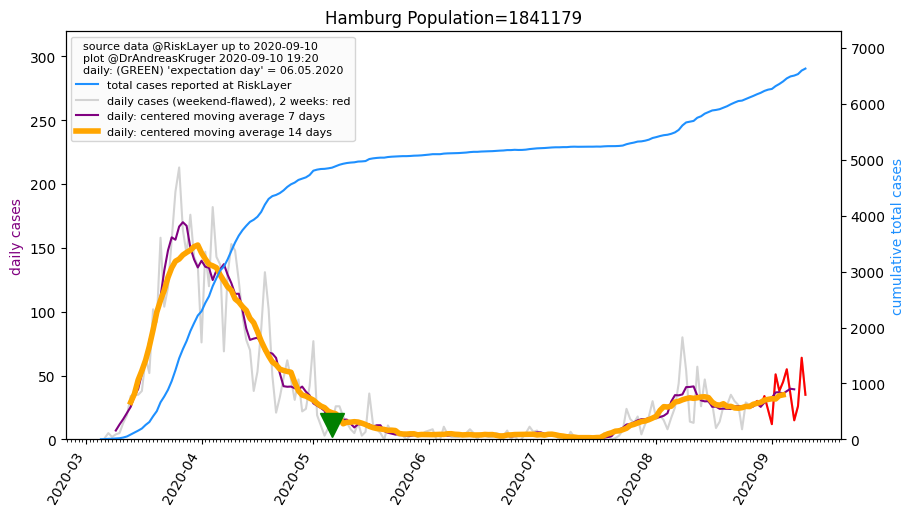 Hamburg Population=1841179
source data @RiskLayer up to 2020-09-10
plot @DrAndreasKruger 2020-09-10 19:20
daily: (GREEN) 'expectation day' = 06.05.2020
total cases reported at RiskLayer
daily cases (weekend-flawed), 2 weeks: red
daily: centered moving average 7 days
daily: centered moving average 14 days
daily cases
300
250
200
150
100
50
0
cumulative total cases
7000
6000
5000
4000
3000
2000
1000
0
2020-03
2020-04
2020-05
2020-06
2020-07
2020-08
2020-09